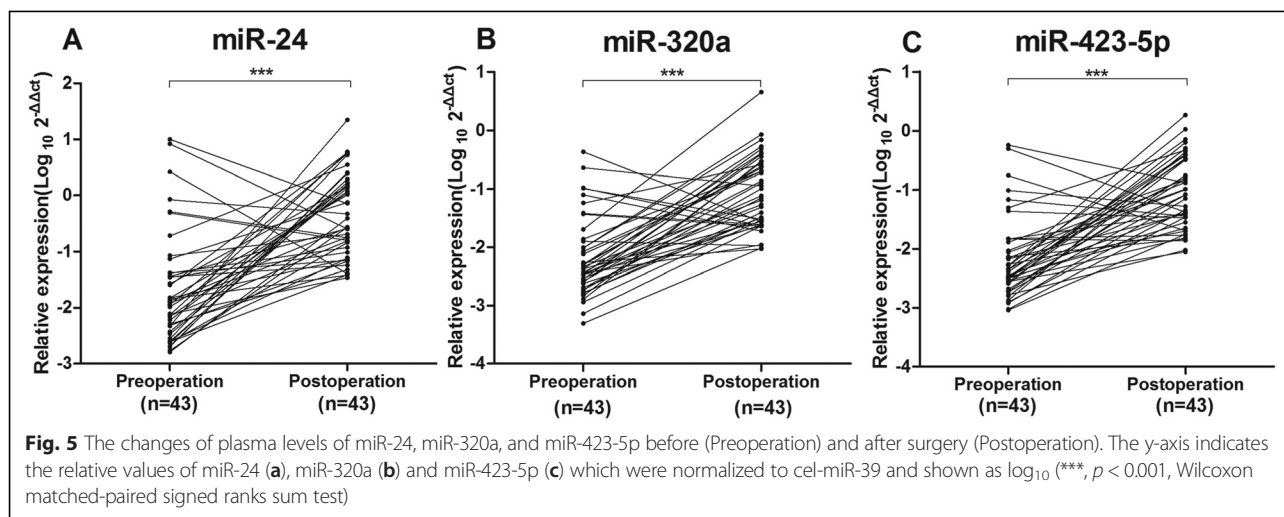 A
miR-24
***
Relative expression(Log10 2-ΔΔct)
2
1
0
-1
-2
-3
Preoperation
(n=43)
Postoperation
(n=43)
B
miR-320a
***
Relative expression(Log10 2-ΔΔct)
1
0
-1
-2
-3
-4
Preoperation
(n=43)
Postoperation
(n=43)
C
miR-423-5p
***
Relative expression(Log10 2-ΔΔct)
1
0
-1
-2
-3
-4
Preoperation
(n=43)
Postoperation
(n=43)
Fig. 5 The changes of plasma levels of miR-24, miR-320a, and miR-423-5p before (Preoperation) and after surgery (Postoperation). The y-axis indicates
the relative values of miR-24 (a), miR-320a (b) and miR-423-5p (c) which were normalized to cel-miR-39 and shown as log10 (***, p < 0.001, Wilcoxon
matched-paired signed ranks sum test)